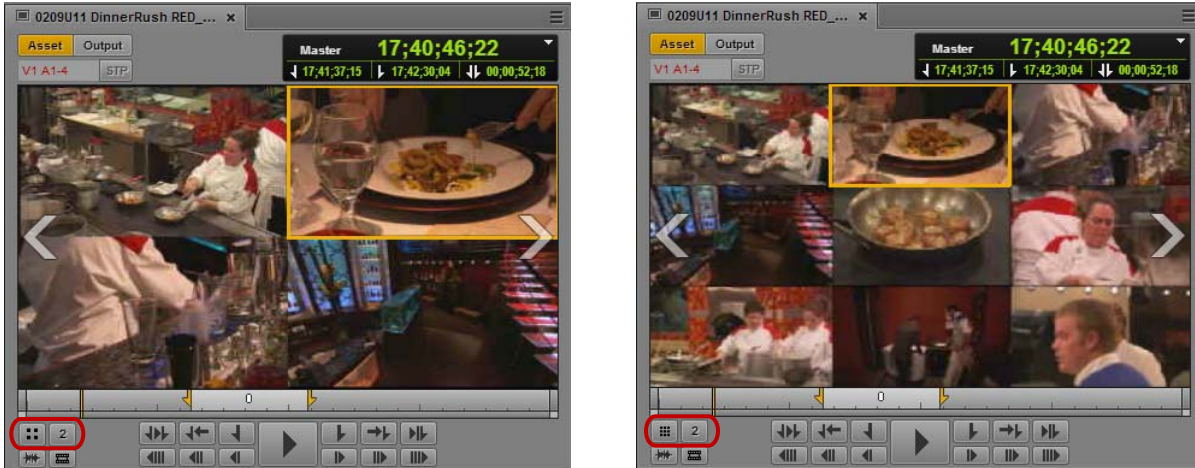 0209U11 DinnerRush RED_... x
Asset Output
Master 17;40;46;22
V1 A1-4 STP
17;41;37;15 17;42;30;04 00;00;52;18
0
2
0209U11 DinnerRush RED_... x
Asset Output
Master 17;40;46;22
V1 A1-4 STP
17;41;37;15 17;42;30;04 00;00;52;18
0
2